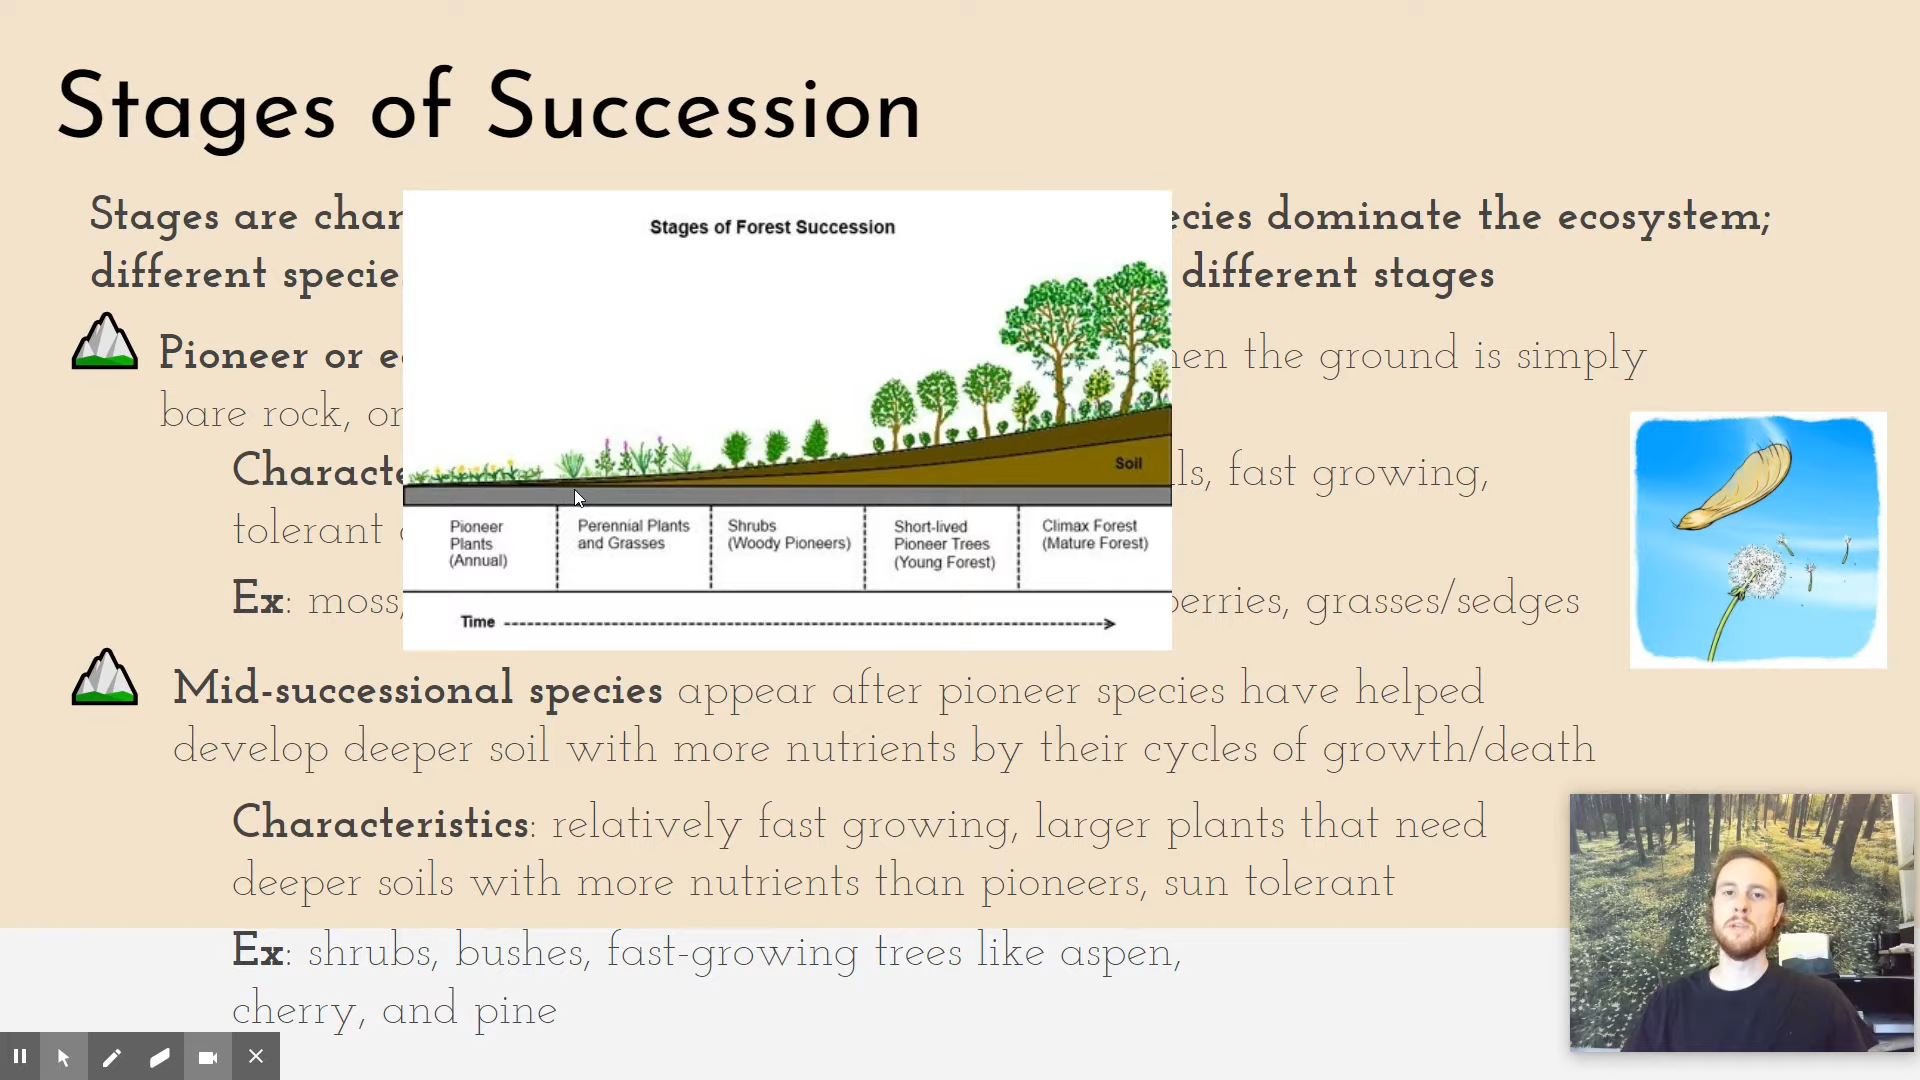 Stages of Succession
Stages are char
ecies dominate the ecosystem;
different specie
different stages
Pioneer or e
hen the ground is simply
bare rock, or
Characte
ls, fast growing,
tolerant
Ex: moss,
berries, grasses/sedges
Stages of Forest Succession
Soil
Pioneer
Plants
(Annual)
Perennial Plants
and Grasses
Shrubs
(Woody Pioneers)
Short-lived
Pioneer Trees
(Young Forest)
Climax Forest
(Mature Forest)
Time
Mid-successional species appear after pioneer species have helped
develop deeper soil with more nutrients by their cycles of growth/death
Characteristics: relatively fast growing, larger plants that need
deeper soils with more nutrients than pioneers, sun tolerant
Ex: shrubs, bushes, fast-growing trees like aspen,
cherry, and pine